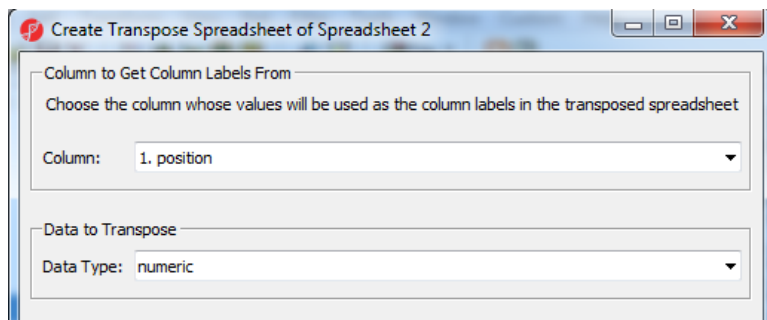 Create Transpose Spreadsheet of Spreadsheet 2
Column to Get Column Labels From
Choose the column whose values will be used as the column labels in the transposed spreadsheet
Column: 1. position
Data to Transpose
Data Type: numeric